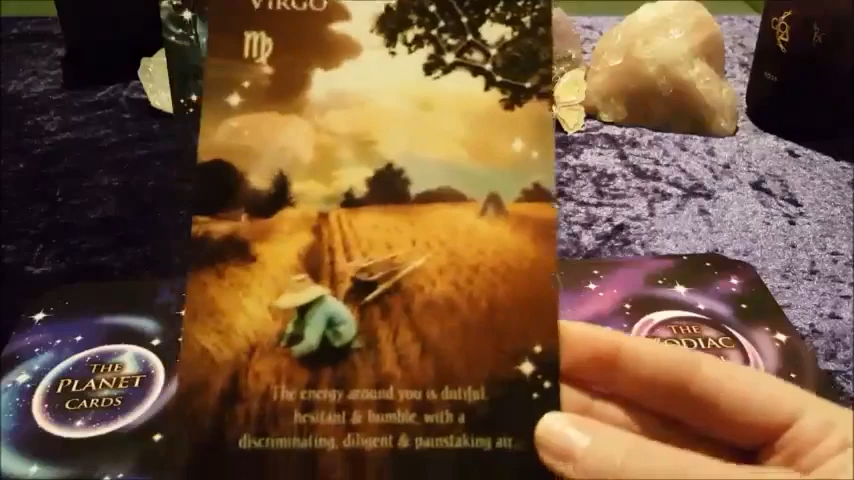 VIRGO
♍
The energy around you is dutiful,
hesitant & humble, with a
discriminating, diligent & painstaking air...
THE
PLANET
CARDS
THE
ZODIAC